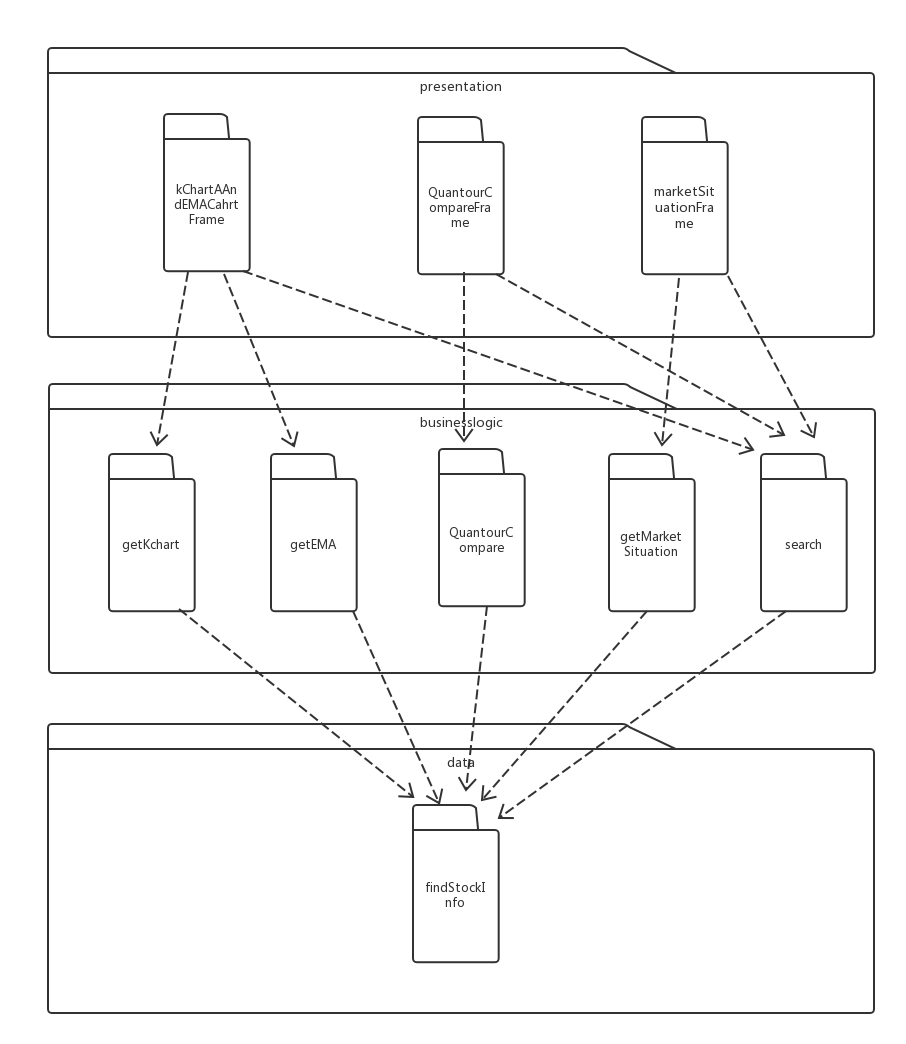 presentation
kChartAAn
dEMACahrt
Frame
QuantourC
ompareFra
me
marketSit
uationFra
me
businesslogic
getKchart
getEMA
QuantourC
ompare
getMarket
Situation
search
data
findStockI
nfo